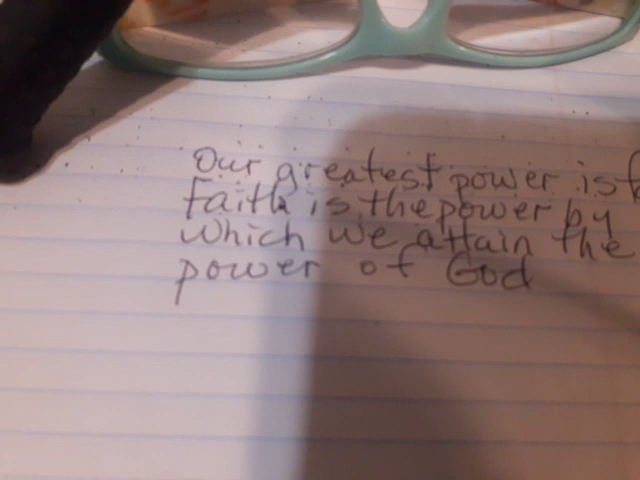 Our greatest power is
faith is the power by
which we attain the
power of God